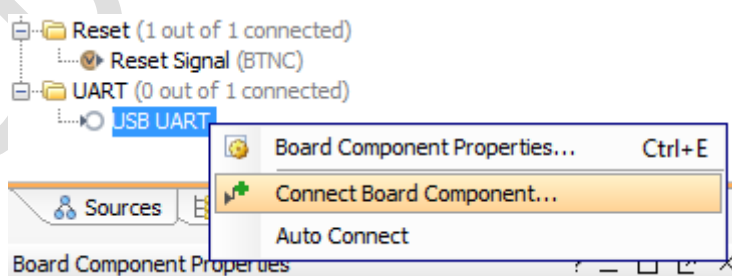 Reset (1 out of 1 connected)
Reset Signal (BTNC)
UART (0 out of 1 connected)
USB UART
Board Component Properties... Ctrl+E
Connect Board Component...
Auto Connect
Sources
Board Component Properties